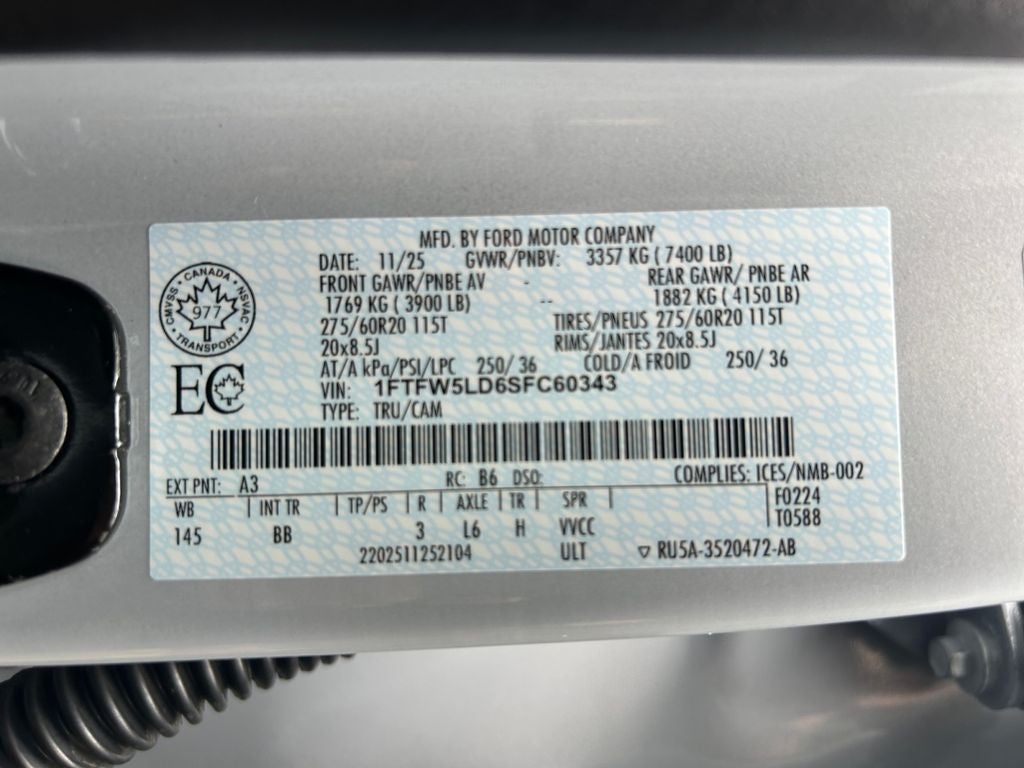 MFD. BY FORD MOTOR COMPANY
DATE: 11/25 GVWR/PNBV: 3357 KG ( 7400 LB)
FRONT GAWR/PNBE AV - REAR GAWR/ PNBE AR
1769 KG ( 3900 LB) -- 1882 KG ( 4150 LB)
275/60R20 115T TIRES/PNEUS 275/60R20 115T
20x8.5J RIMS/JANTES 20x8.5J
AT/A kPa/PSI/LPC 250/ 36 COLD/A FROID 250/ 36
VIN: 1FTFW5LD6SFC60343
TYPE: TRU/CAM
CANADA
CMVSS NSVAC
977
TRANSPORT
EC
EXT PNT: A3 RC: B6 DSO: COMPLIES: ICES/NMB-002
WB INT TR TP/PS R AXLE TR SPR F0224
145 BB 3 L6 H VVCC T0588
2202511252104 ULT ▽ RU5A-3520472-AB